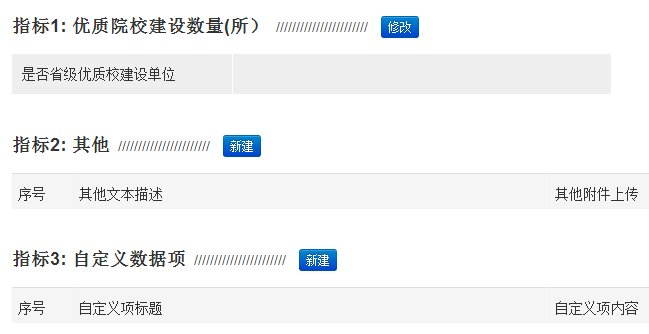 指标1: 优质院校建设数量(所) ////////////////////// 修改
是否省级优质校建设单位
指标2: 其他 ////////////////////// 新建
序号 其他文本描述 其他附件上传
指标3: 自定义数据项 ////////////////////// 新建
序号 自定义项标题 自定义项内容